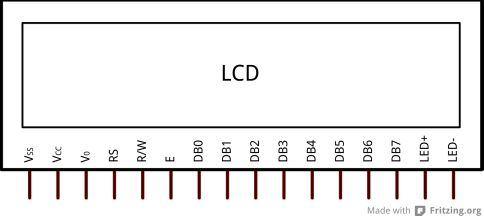 LCD
Vss
Vcc
V0
RS
R/W
E
DB0
DB1
DB2
DB3
DB4
DB5
DB6
DB7
LED+
LED-
Made with Fritzing.org